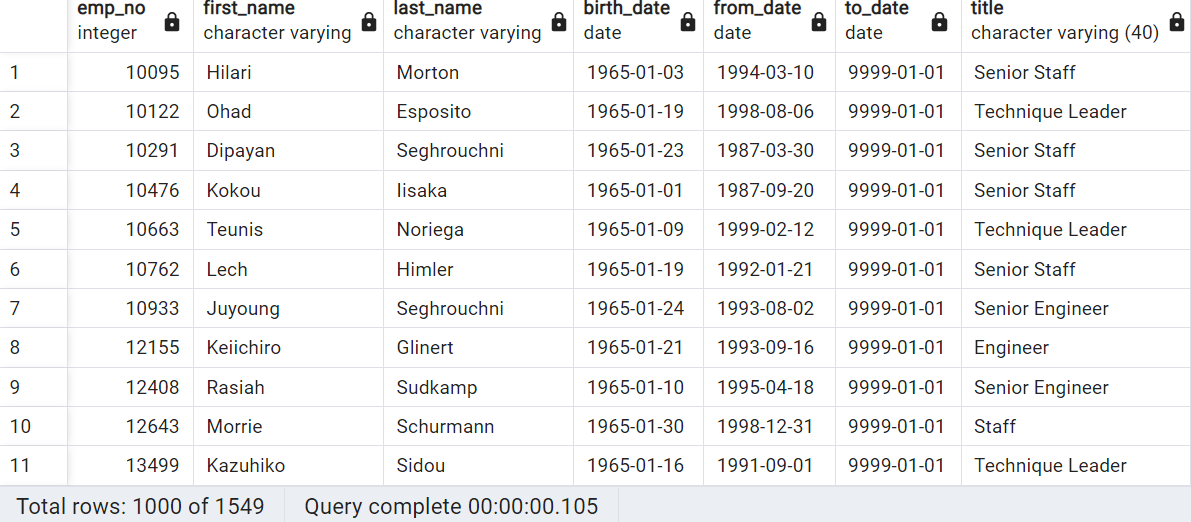 emp_no first_name last_name birth_date from_date to_date title
integer character varying character varying date date date character varying (40)
1 10095 Hilari Morton 1965-01-03 1994-03-10 9999-01-01 Senior Staff
2 10122 Ohad Esposito 1965-01-19 1998-08-06 9999-01-01 Technique Leader
3 10291 Dipayan Seghrouchni 1965-01-23 1987-03-30 9999-01-01 Senior Staff
4 10476 Kokou Iisaka 1965-01-01 1987-09-20 9999-01-01 Senior Staff
5 10663 Teunis Noriega 1965-01-09 1999-02-12 9999-01-01 Technique Leader
6 10762 Lech Himler 1965-01-19 1992-01-21 9999-01-01 Senior Staff
7 10933 Juyoung Seghrouchni 1965-01-24 1993-08-02 9999-01-01 Senior Engineer
8 12155 Keiichiro Glinert 1965-01-21 1993-09-16 9999-01-01 Engineer
9 12408 Rasiah Sudkamp 1965-01-10 1995-04-18 9999-01-01 Senior Engineer
10 12643 Morrie Schurmann 1965-01-30 1998-12-31 9999-01-01 Staff
11 13499 Kazuhiko Sidou 1965-01-16 1991-09-01 9999-01-01 Technique Leader
Total rows: 1000 of 1549 Query complete 00:00:00.105